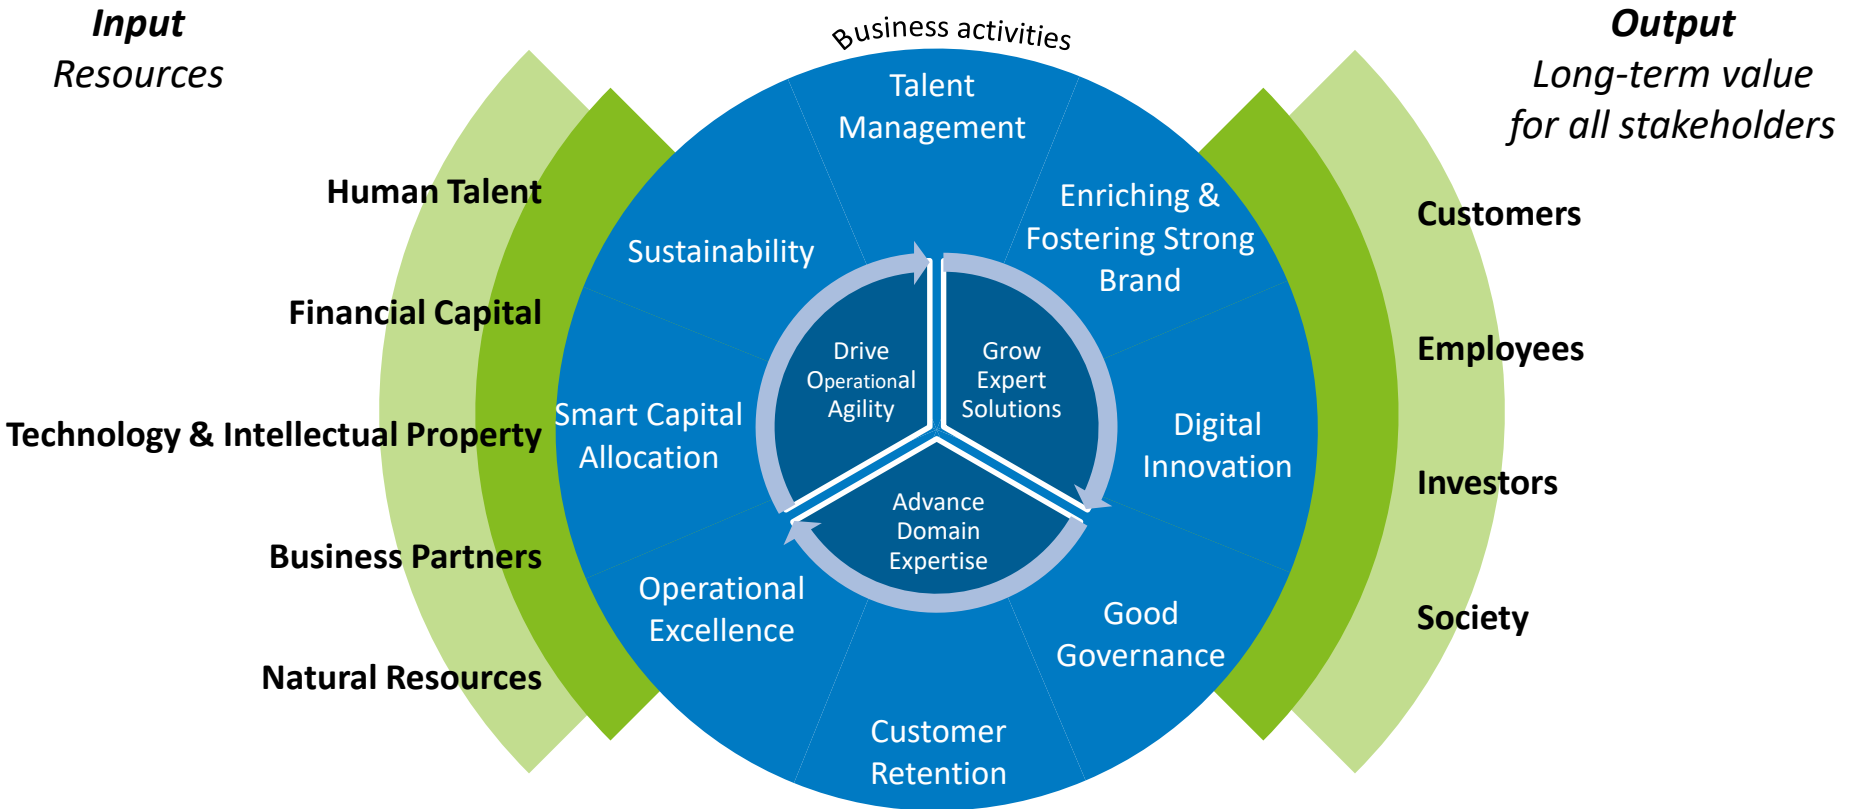 Input
Resources
Human Talent
Financial Capital
Technology & Intellectual Property
Business Partners
Natural Resources
Business activities
Talent
Management
Enriching &
Fostering Strong
Brand
Digital
Innovation
Good
Governance
Customer
Retention
Operational
Excellence
Smart Capital
Allocation
Sustainability
Drive
Operational
Agility
Grow
Expert
Solutions
Advance
Domain
Expertise
Output
Long-term value
for all stakeholders
Customers
Employees
Investors
Society